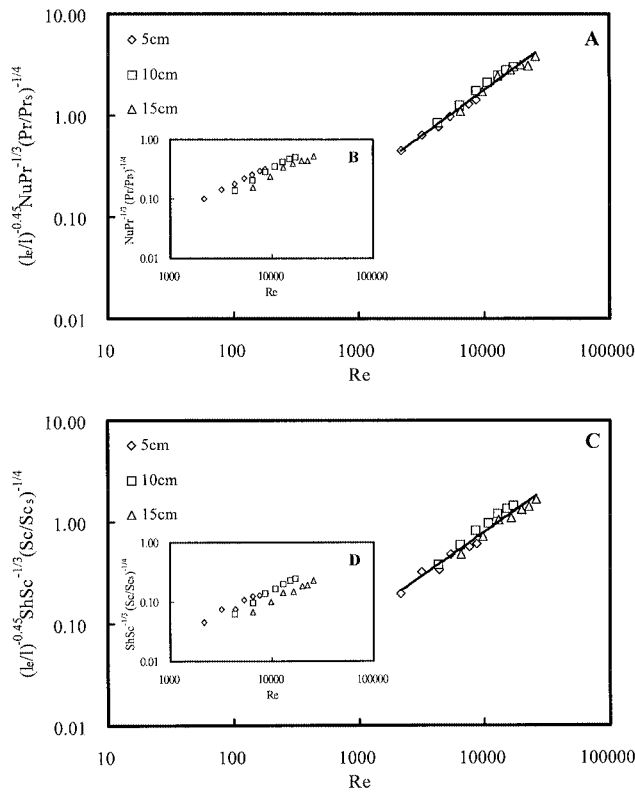 10.00
A
5cm
10cm
15cm
1.00
0.10
0.01
(le/l)-0.45NuPr-1/3(Pr/Prs)-1/4
10
100
1000
10000
100000
Re
B
1.00
0.10
0.01
NuPr-1/3(Pr/Prs)-1/4
1000
10000
100000
Re
10.00
C
5cm
10cm
15cm
1.00
0.10
0.01
(le/l)-0.45ShSc-1/3(Sc/Scs)-1/4
10
100
1000
10000
100000
Re
D
1.00
0.10
0.01
ShSc-1/3(Sc/Scs)-1/4
1000
10000
100000
Re